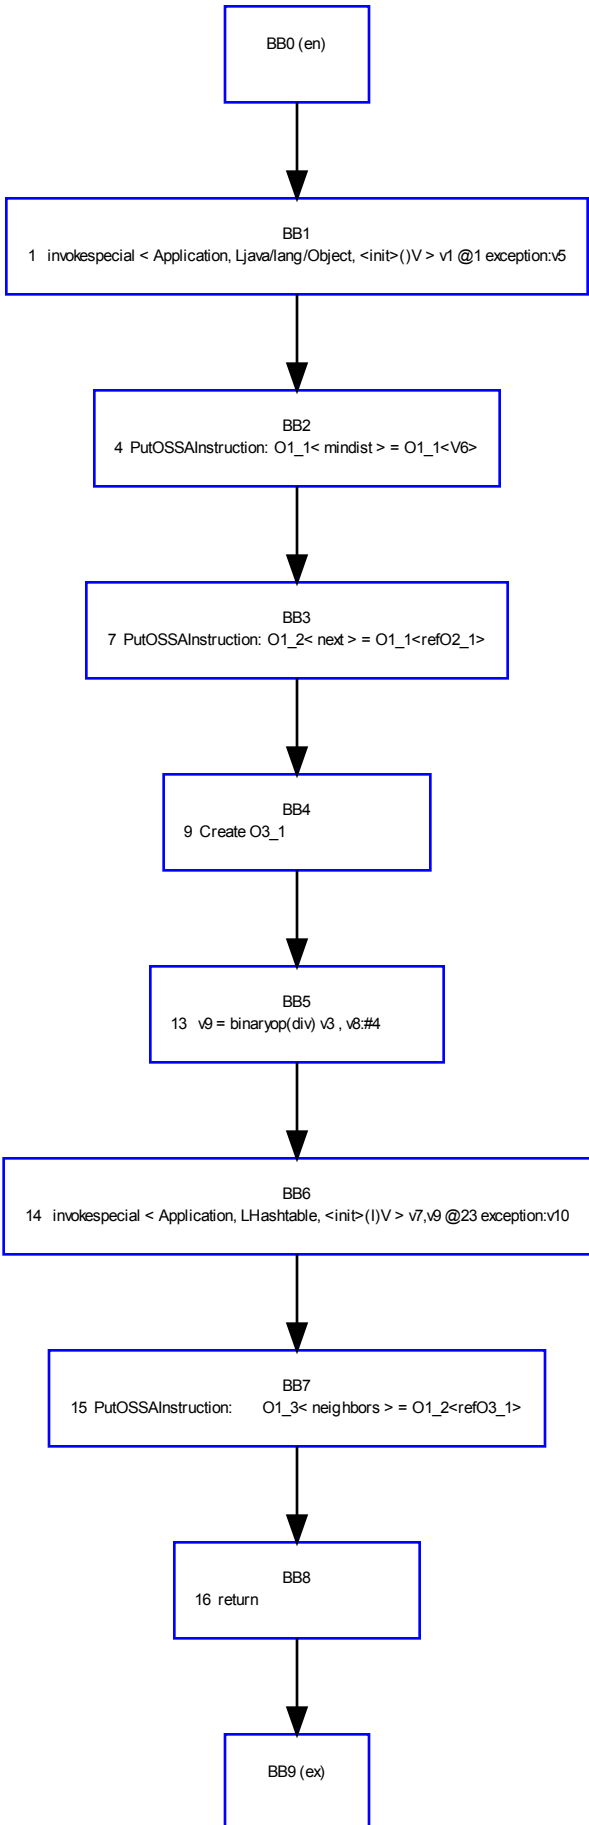 BB0 (en)
BB1
1 invokespecial < Application, Ljava/lang/Object, <init>()V > v1 @1 exception:v5
BB2
4 PutOSSAInstruction: O1_1< mindist > = O1_1<V6>
BB3
7 PutOSSAInstruction: O1_2< next > = O1_1<refO2_1>
BB4
9 Create O3_1
BB5
13 v9 = binaryop(div) v3 , v8:#4
BB6
14 invokespecial < Application, LHashtable, <init>(I)V > v7,v9 @23 exception:v10
BB7
15 PutOSSAInstruction: O1_3< neighbors > = O1_2<refO3_1>
BB8
16 return
BB9 (ex)